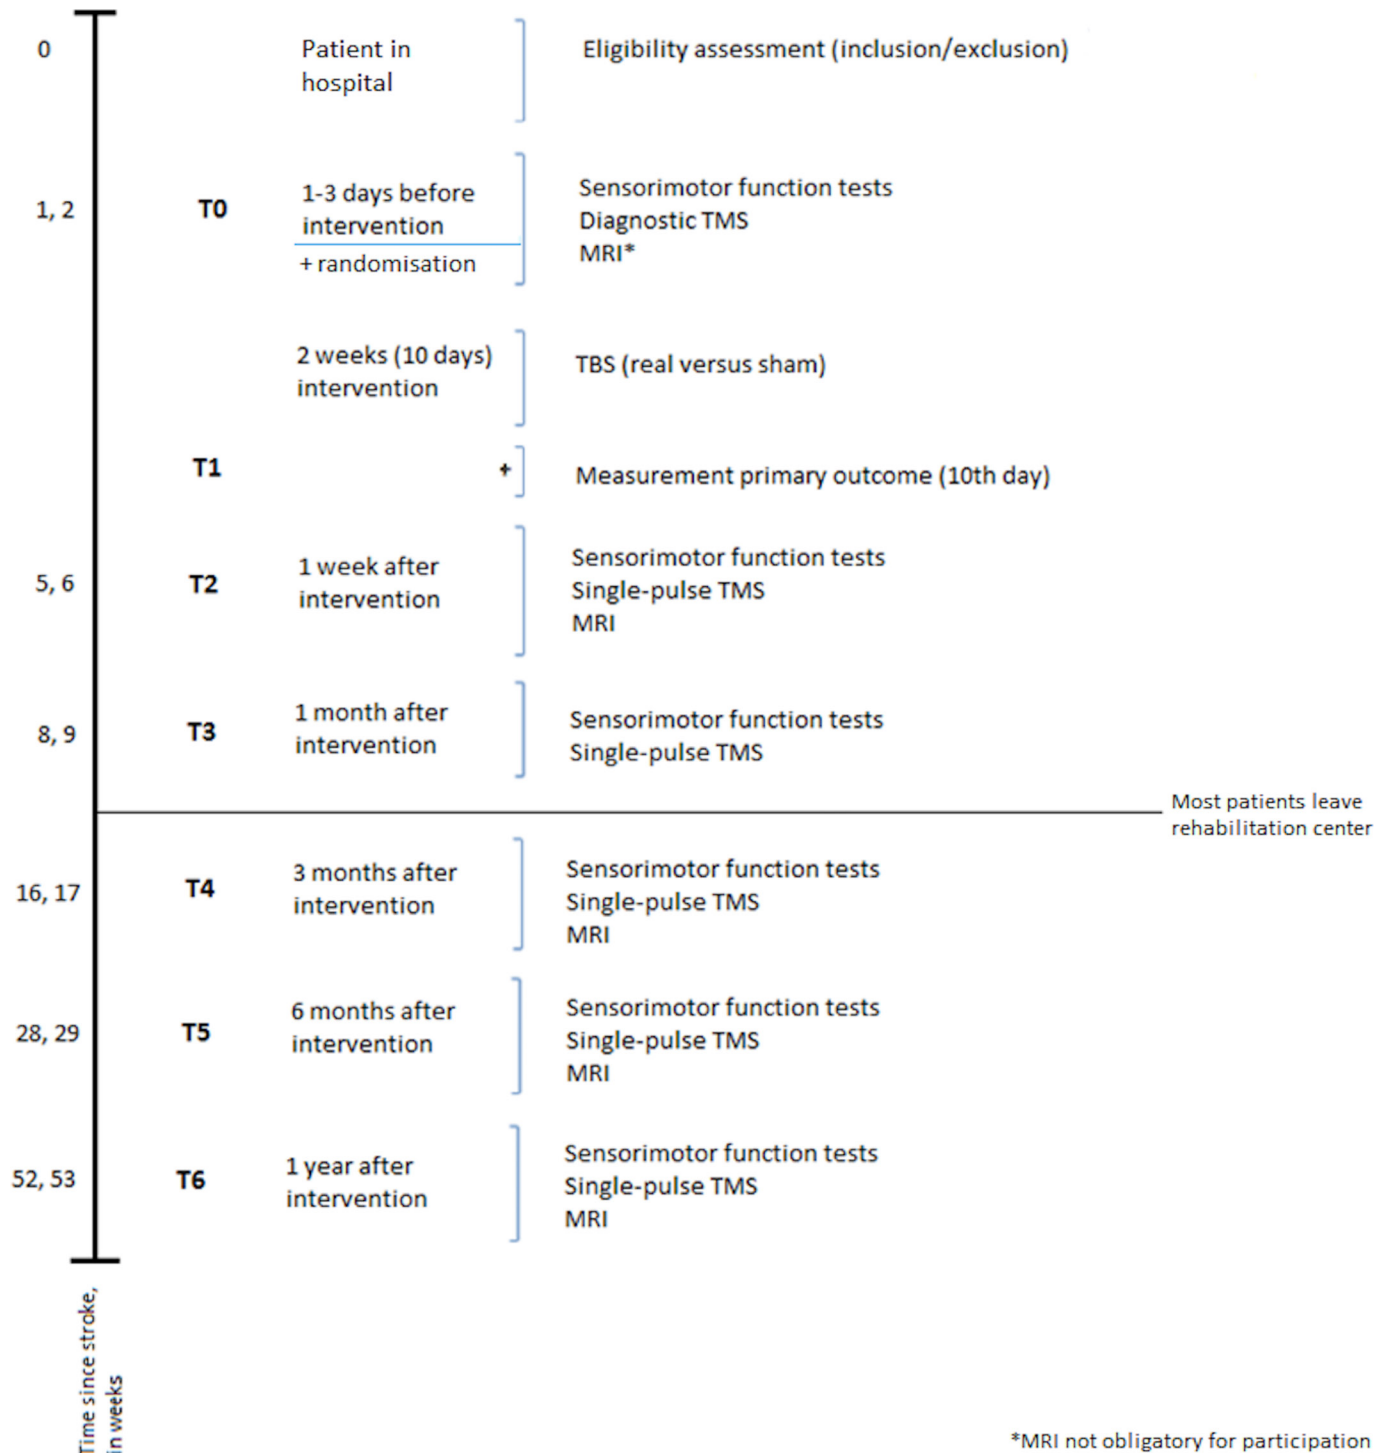 0
Patient in
hospital
Eligibility assessment (inclusion/exclusion)
1, 2
T0
1-3 days before
intervention
+ randomisation
Sensorimotor function tests
Diagnostic TMS
MRI*
2 weeks (10 days)
intervention
TBS (real versus sham)
T1
+
Measurement primary outcome (10th day)
5, 6
T2
1 week after
intervention
Sensorimotor function tests
Single-pulse TMS
MRI
8, 9
T3
1 month after
intervention
Sensorimotor function tests
Single-pulse TMS
Most patients leave
rehabilitation center
16, 17
T4
3 months after
intervention
Sensorimotor function tests
Single-pulse TMS
MRI
28, 29
T5
6 months after
intervention
Sensorimotor function tests
Single-pulse TMS
MRI
52, 53
T6
1 year after
intervention
Sensorimotor function tests
Single-pulse TMS
MRI
Time since stroke,
in weeks
*MRI not obligatory for participation